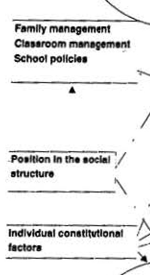 Family management
Classroom management
School policies
Position in the social
structure
Individual constitutional
factors